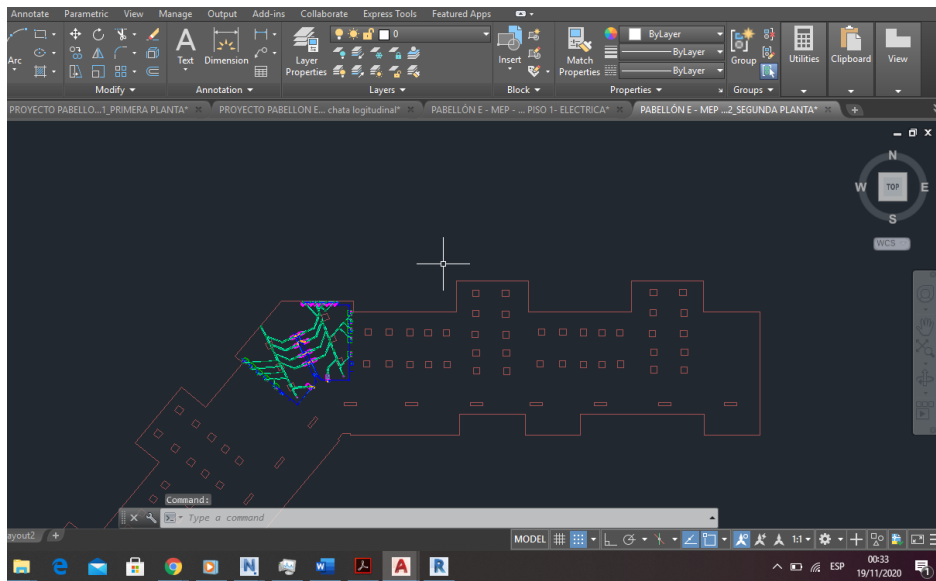 Annotate Parametric View Manage Output Add-ins Collaborate Express Tools Featured Apps
Arc
Text Dimension
Layer Properties
0
Insert
Match Properties
ByLayer
ByLayer
ByLayer
Group
Utilities
Clipboard
View
Modify Annotation Layers Block Properties Groups
PROYECTO PABELLO...1_PRIMERA PLANTA* PROYECTO PABELLON E... chata logitudinal* PABELLÓN E - MEP - ... PISO 1- ELECTRICA* PABELLÓN E - MEP ...2_SEGUNDA PLANTA*
N
W TOP E
S
WCS
Command:
Type a command
ayout2 +
MODEL 1:1
N W A R
ESP
00:33
19/11/2020
1